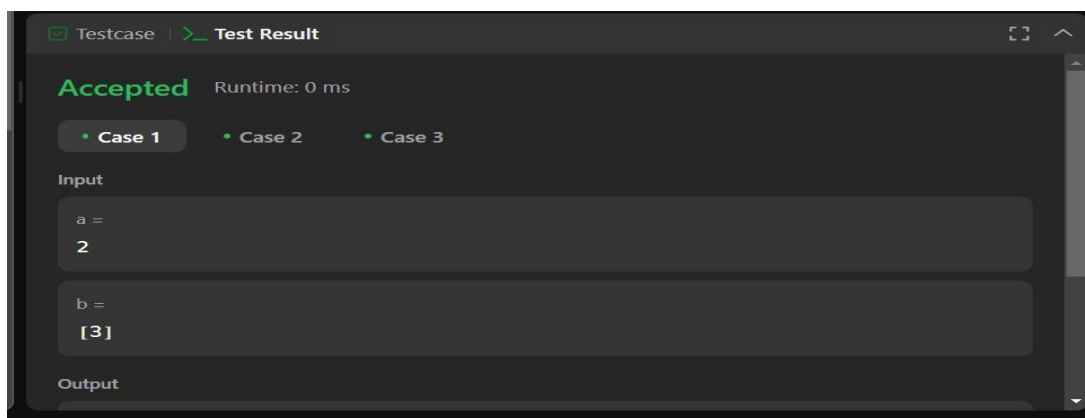 Testcase | >_ Test Result
Accepted Runtime: 0 ms
• Case 1 • Case 2 • Case 3
Input
a =
2
b =
[3]
Output